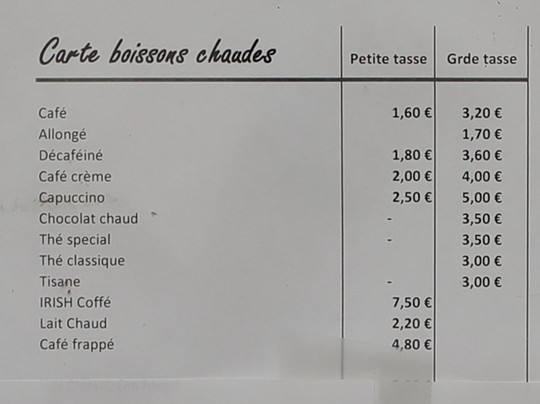 Carte boissons chaudes Petite tasse Grde tasse
Café 1,60 € 3,20 €
Allongé 1,70 €
Décaféiné 1,80 € 3,60 €
Café crème 2,00 € 4,00 €
Capuccino 2,50 € 5,00 €
Chocolat chaud - 3,50 €
Thé special - 3,50 €
Thé classique 3,00 €
Tisane - 3,00 €
IRISH Coffé 7,50 €
Lait Chaud 2,20 €
Café frappé 4,80 €